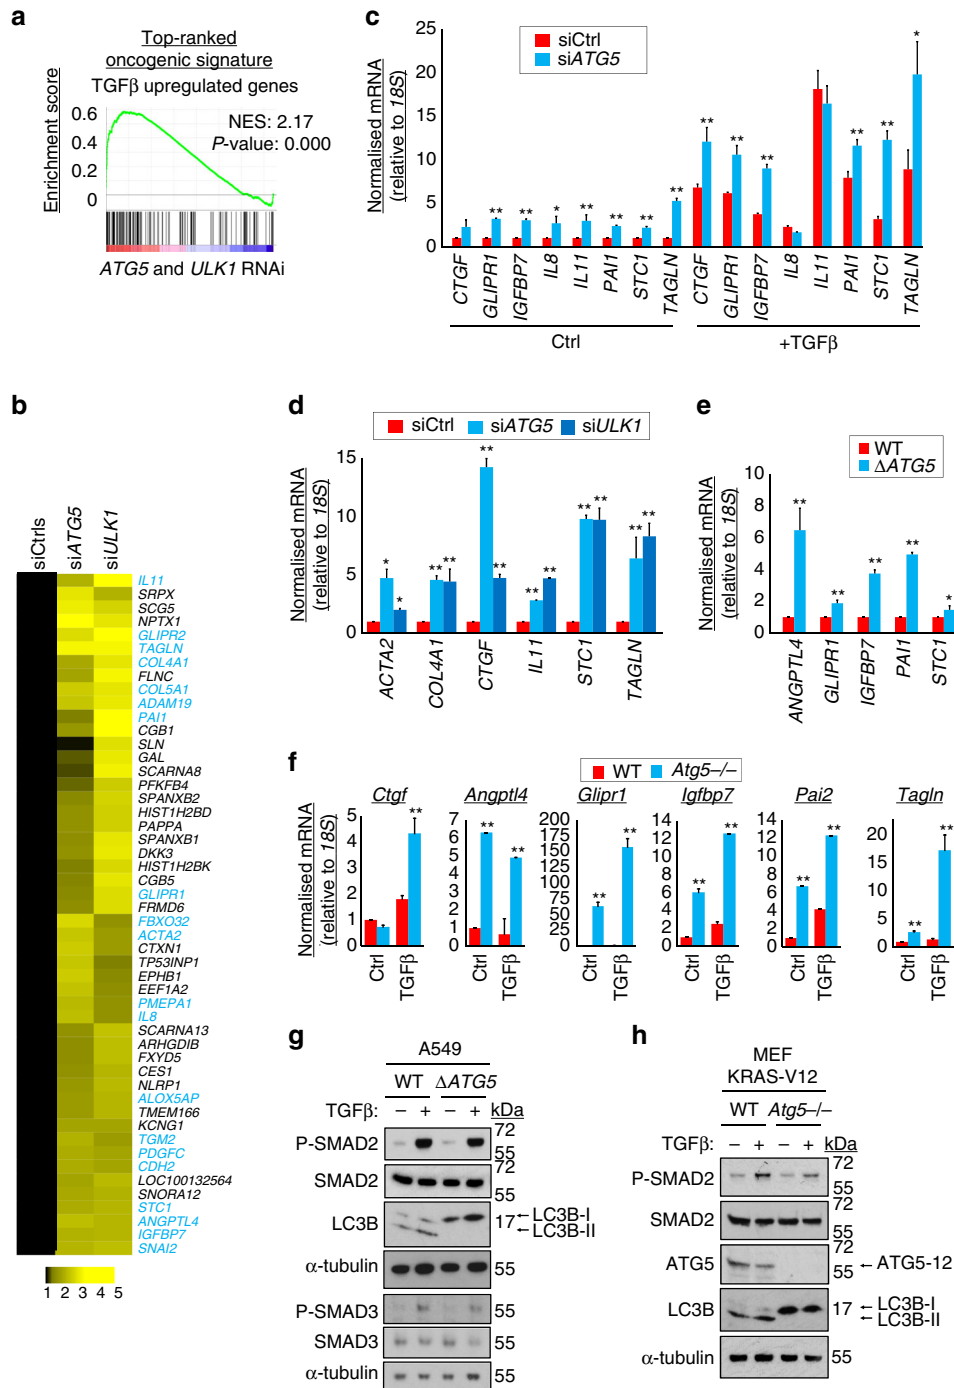 a
Top-ranked
oncogenic signature
TGFβ upregulated genes
Enrichment score
0.6
0.4
0.2
0
NES: 2.17
P-value: 0.000
ATG5 and ULK1 RNAi
c
Normalised mRNA
(relative to 18S)
25
20
15
10
5
0
siCtrl
siATG5
** ** * ** ** ** **
** ** ** ** ** *
CTGF GLIPR1 IGFBP7 IL8 IL11 PAI1 STC1 TAGLN
CTGF GLIPR1 IGFBP7 IL8 IL11 PAI1 STC1 TAGLN
Ctrl
+TGFβ
b
siCtrls siATG5 siULK1
IL11
SRPX
SCG5
NPTX1
GLIPR2
TAGLN
COL4A1
FLNC
COL5A1
ADAM19
PAI1
CGB1
SLN
GAL
SCARNA8
PFKFB4
SPANXB2
HIST1H2BD
PAPPA
SPANXB1
DKK3
HIST1H2BK
CGB5
GLIPR1
FRMD6
FBXO32
ACTA2
CTXN1
TP53INP1
EPHB1
EEF1A2
PMEPA1
IL8
SCARNA13
ARHGDIB
FXYD5
CES1
NLRP1
ALOX5AP
TMEM166
KCNG1
TGM2
PDGFC
CDH2
LOC100132564
SNORA12
STC1
ANGPTL4
IGFBP7
SNAI2
1 2 3 4 5
d
siCtrl siATG5 siULK1
Normalised mRNA
(relative to 18S)
15
10
5
0
* * ** ** ** ** ** ** ** ** ** **
ACTA2 COL4A1 CTGF IL11 STC1 TAGLN
e
WT
ΔATG5
Normalised mRNA
(relative to 18S)
10
8
6
4
2
0
** ** ** ** *
ANGPTL4 GLIPR1 IGFBP7 PAI1 STC1
f
WT Atg5–/–
Normalised mRNA
(relative to 18S)
Ctgf
5
4
3
2
1
0
**
Ctrl TGFβ
Angptl4
7
6
5
4
3
2
1
0
** **
Ctrl TGFβ
Glipr1
200
175
150
125
100
75
50
25
0
** **
Ctrl TGFβ
Igfbp7
14
12
10
8
6
4
2
0
** **
Ctrl TGFβ
Pai2
14
12
10
8
6
4
2
0
** **
Ctrl TGFβ
Tagln
20
15
10
5
0
** **
Ctrl TGFβ
g
A549
WT ΔATG5
TGFβ: – + – + kDa
P-SMAD2 72
55
SMAD2 72
55
LC3B 17 ←LC3B-I
←LC3B-II
α-tubulin 55
P-SMAD3 55
SMAD3 55
α-tubulin 55
h
MEF
KRAS-V12
WT Atg5–/–
TGFβ: – + – + kDa
P-SMAD2 72
55
SMAD2 72
55
ATG5 72
55 ← ATG5-12
LC3B 17 ←LC3B-I
←LC3B-II
α-tubulin 55